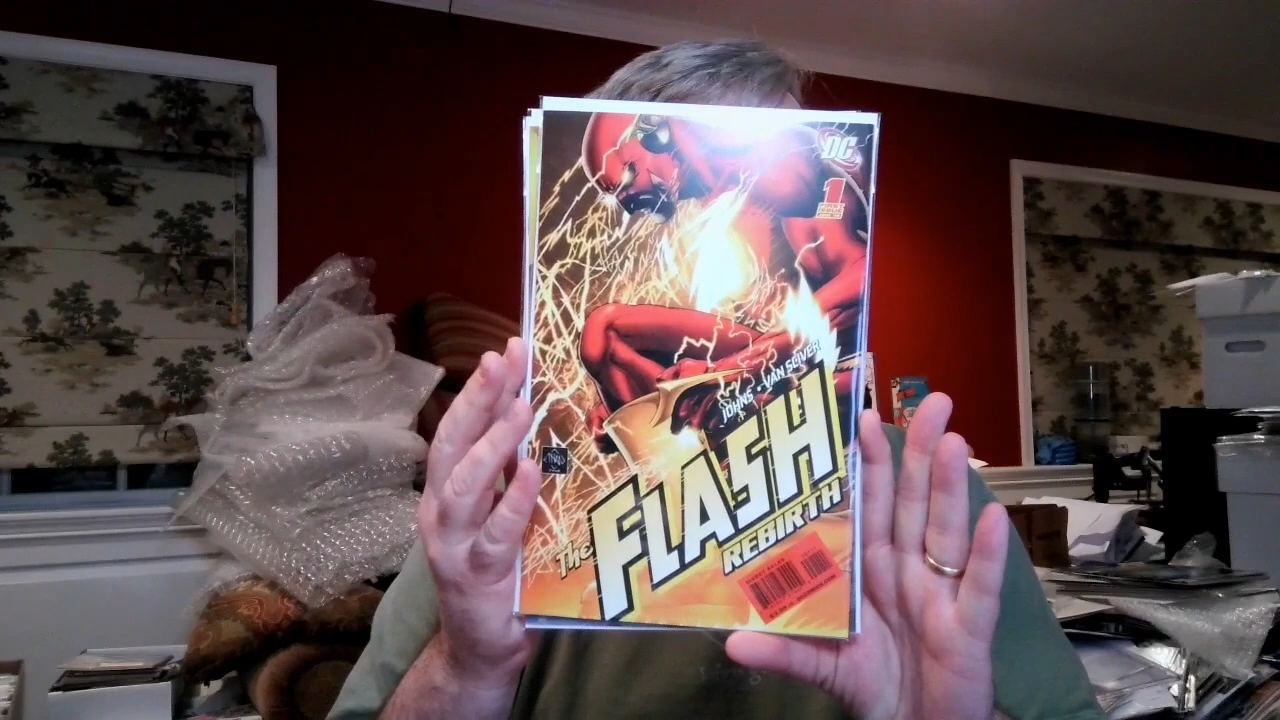 DC
1
JOHNS • VAN SCIVER
The FLASH
REBIRTH